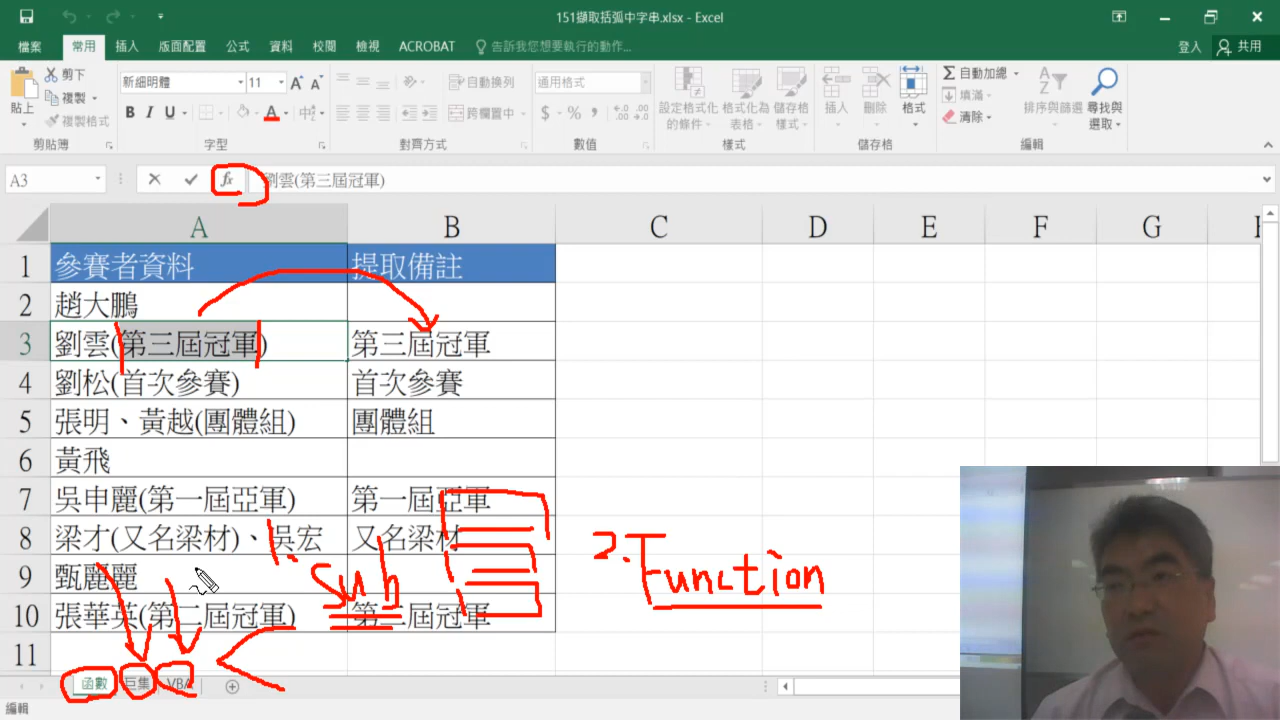 151擷取括弧中字串.xlsx - Excel
檔案 常用 插入 版面配置 公式 資料 校閱 檢視 ACROBAT 告訴我您想要執行的動作... 登入 共用
貼上 剪下 複製 複製格式 剪貼簿
新細明體 11 B I U A 字型
自動換列 跨欄置中 對齊方式
通用格式 $ % 數值
設定格式化的條件 格式化為表格 儲存格樣式 樣式
插入 刪除 格式 儲存格
自動加總 填滿 清除 排序與篩選 尋找與選取 編輯
A3 fx 劉雲(第三屆冠軍)
A B C D E F G
1 參賽者資料 提取備註
2 趙大鵬
3 劉雲(第三屆冠軍) 第三屆冠軍
4 劉松(首次參賽) 首次參賽
5 張明、黃越(團體組) 團體組
6 黃飛
7 吳申麗(第一屆亞軍) 第一屆亞軍
8 梁才(又名梁材)、吳宏 又名梁材
9 甄麗麗
10 張華英(第二屆冠軍) 第二屆冠軍
11
1. Sub
2. Function
函數 巨集 VBA
編輯